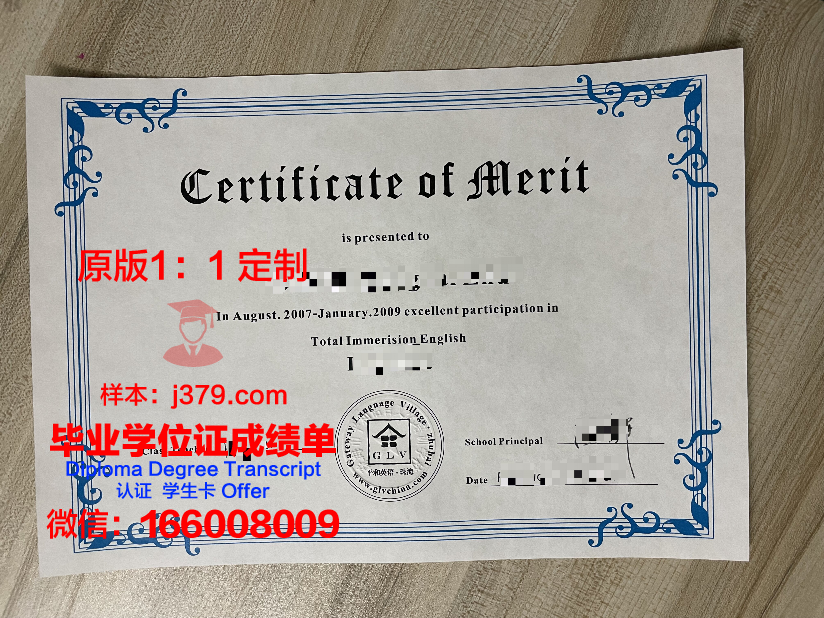 Certificate of Merit
is presented to
原版1：1 定制
In August. 2007-January.2009 excellent participation in
Total Immerision English
I
样本：j379.com
Gateway Language Village, zhuhai
GLV
www.glvchina.com
School Principal
毕业学位证成绩单
Diploma Degree Transcript
Date
认证 学生卡 Offer
微信：166008009